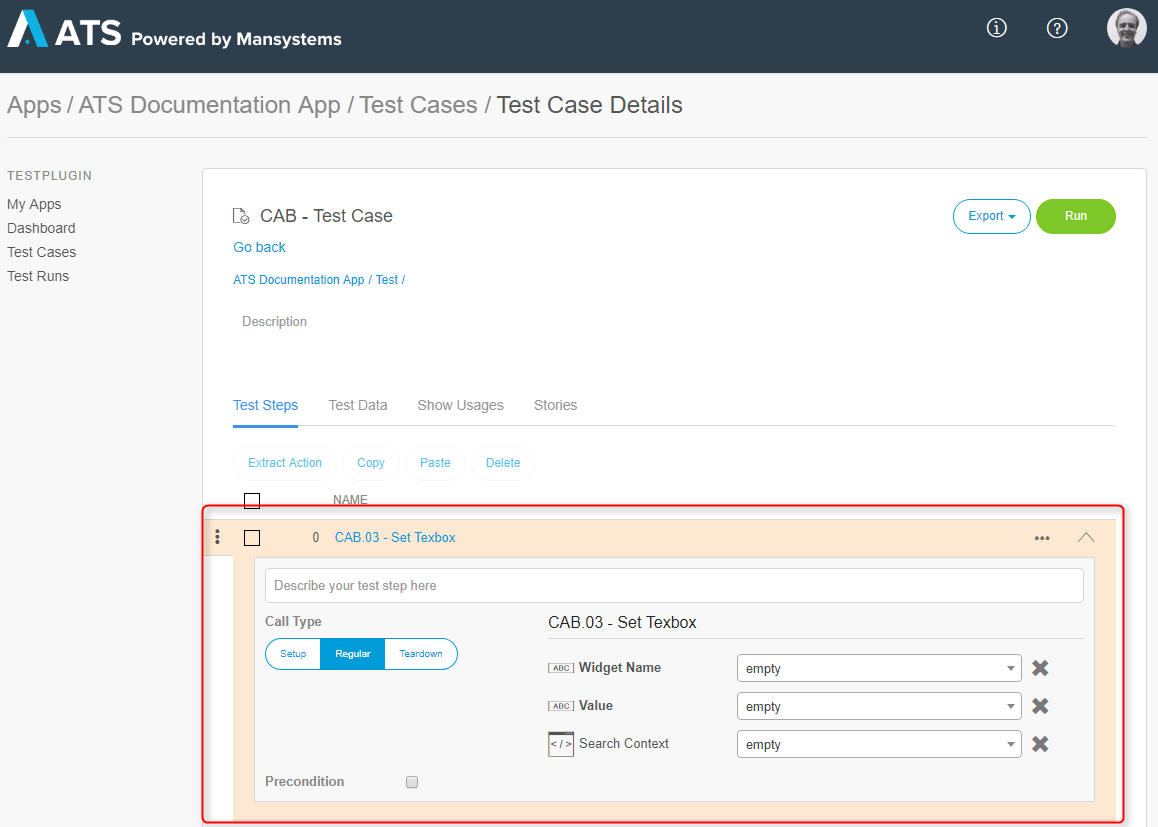 ATS Powered by Mansystems
Apps / ATS Documentation App / Test Cases / Test Case Details
TESTPLUGIN
My Apps
Dashboard
Test Cases
Test Runs
CAB - Test Case
Export
Run
Go back
ATS Documentation App / Test /
Description
Test Steps
Test Data
Show Usages
Stories
Extract Action
Copy
Paste
Delete
NAME
0 CAB.03 - Set Texbox
Describe your test step here
Call Type
Setup
Regular
Teardown
CAB.03 - Set Texbox
ABC Widget Name
empty
ABC Value
empty
</> Search Context
empty
Precondition